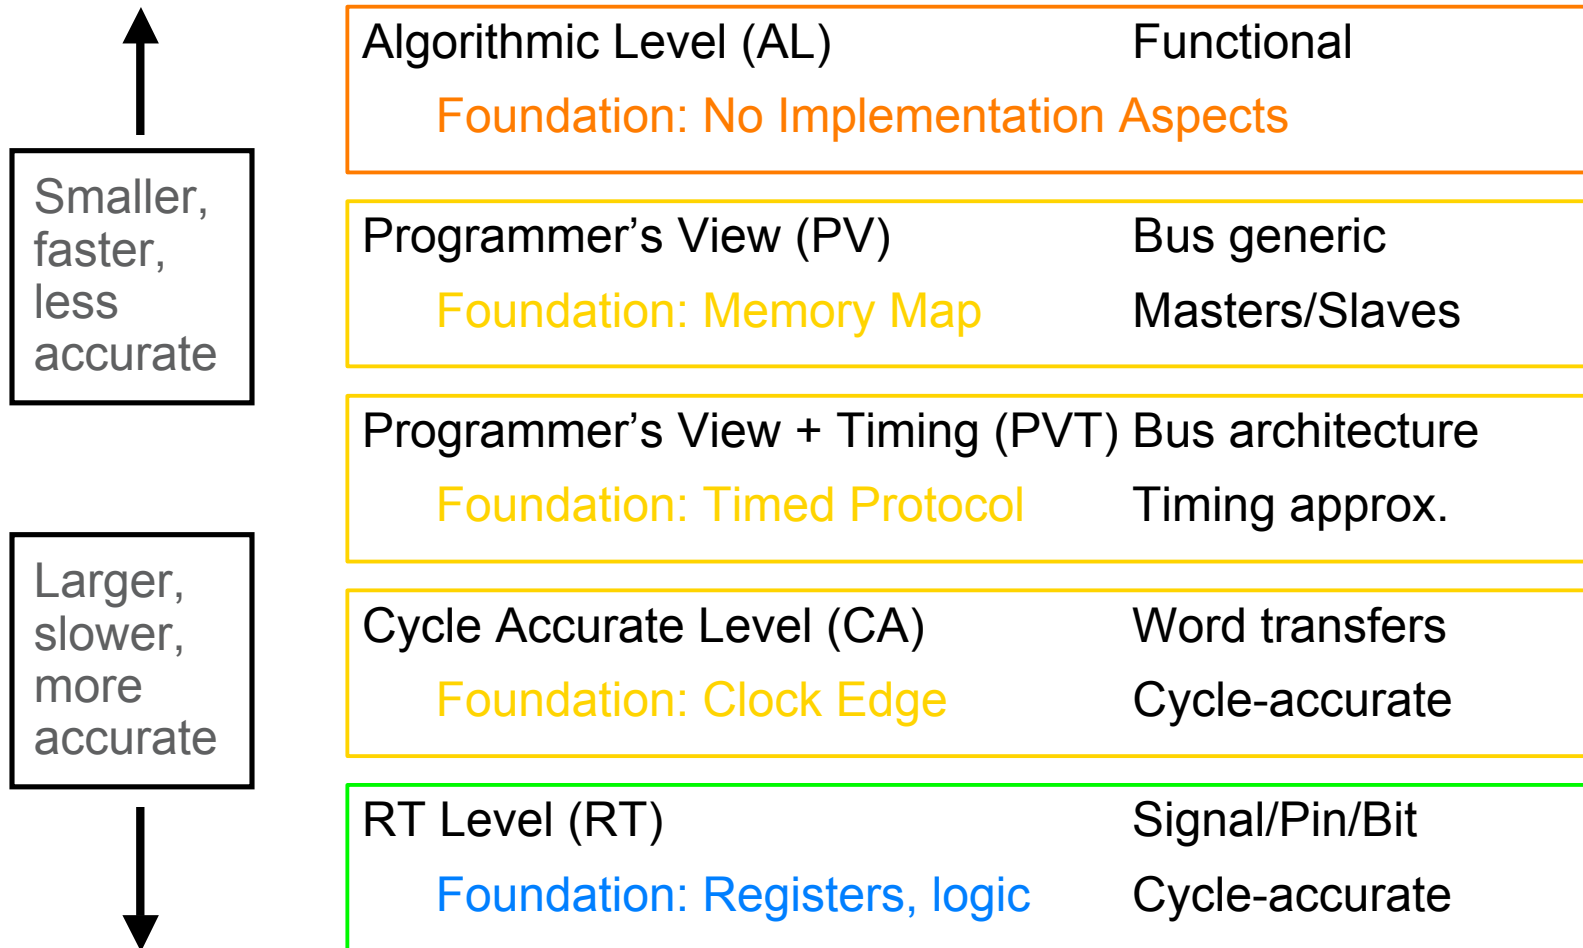 Smaller,
faster,
less
accurate
Larger,
slower,
more
accurate
Algorithmic Level (AL) Functional
Foundation: No Implementation Aspects
Programmer’s View (PV) Bus generic
Foundation: Memory Map Masters/Slaves
Programmer’s View + Timing (PVT) Bus architecture
Foundation: Timed Protocol Timing approx.
Cycle Accurate Level (CA) Word transfers
Foundation: Clock Edge Cycle-accurate
RT Level (RT) Signal/Pin/Bit
Foundation: Registers, logic Cycle-accurate